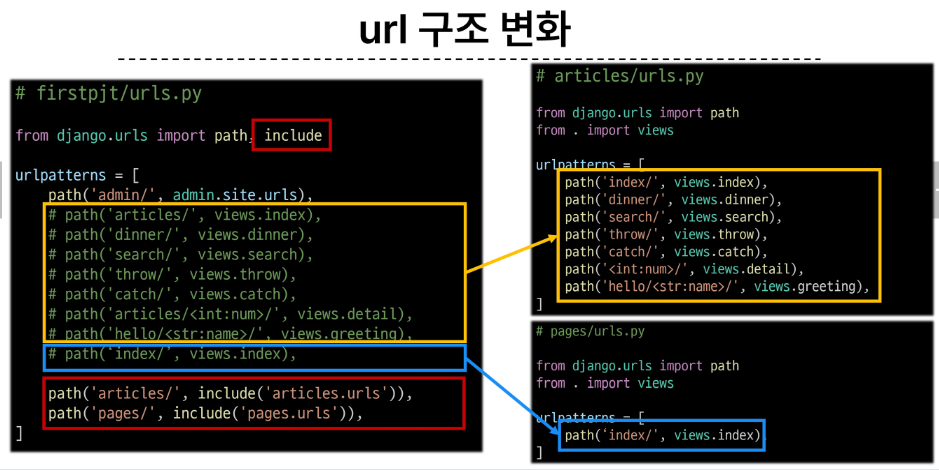 url 구조 변화
# firstpjt/urls.py
from django.urls import path, include
urlpatterns = [
path('admin/', admin.site.urls),
# path('articles/', views.index),
# path('dinner/', views.dinner),
# path('search/', views.search),
# path('throw/', views.throw),
# path('catch/', views.catch),
# path('articles/<int:num>/', views.detail),
# path('hello/<str:name>/', views.greeting),
# path('index/', views.index),
path('articles/', include('articles.urls')),
path('pages/', include('pages.urls')),
]
# articles/urls.py
from django.urls import path
from . import views
urlpatterns = [
path('index/', views.index),
path('dinner/', views.dinner),
path('search/', views.search),
path('throw/', views.throw),
path('catch/', views.catch),
path('<int:num>/', views.detail),
path('hello/<str:name>/', views.greeting),
]
# pages/urls.py
from django.urls import path
from . import views
urlpatterns = [
path('index/', views.index)
]